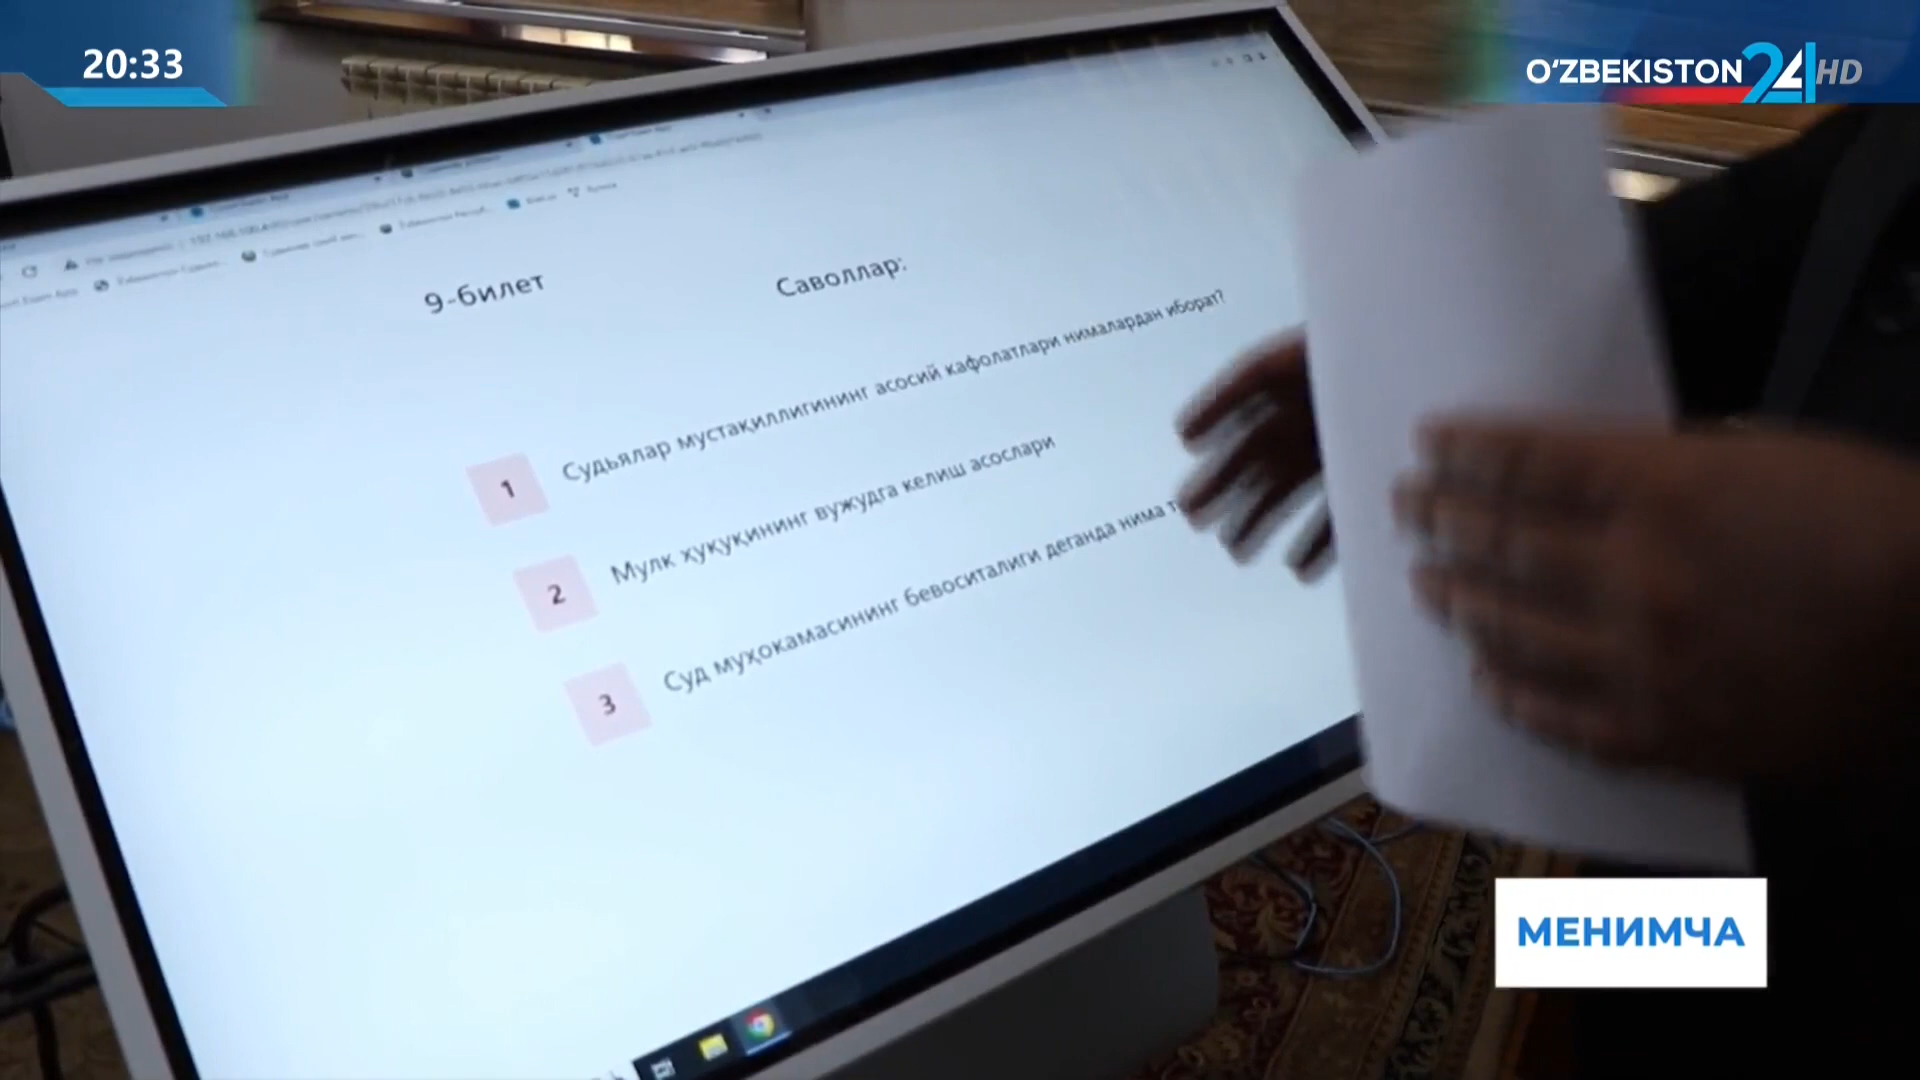 20:33
O'ZBEKISTON 24 HD
9-билет
Саволлар:
1 Судьялар мустақиллигининг асосий кафолатлари нималардан иборат?
2 Мулк ҳуқуқининг вужудга келиш асослари
3 Суд муҳокамасининг бевоситалиги деганда нима
МЕНИМЧА